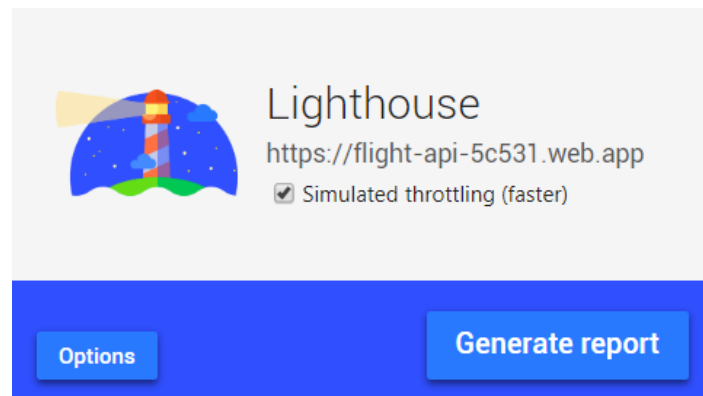 Lighthouse
https://flight-api-5c531.web.app
Simulated throttling (faster)
Options
Generate report